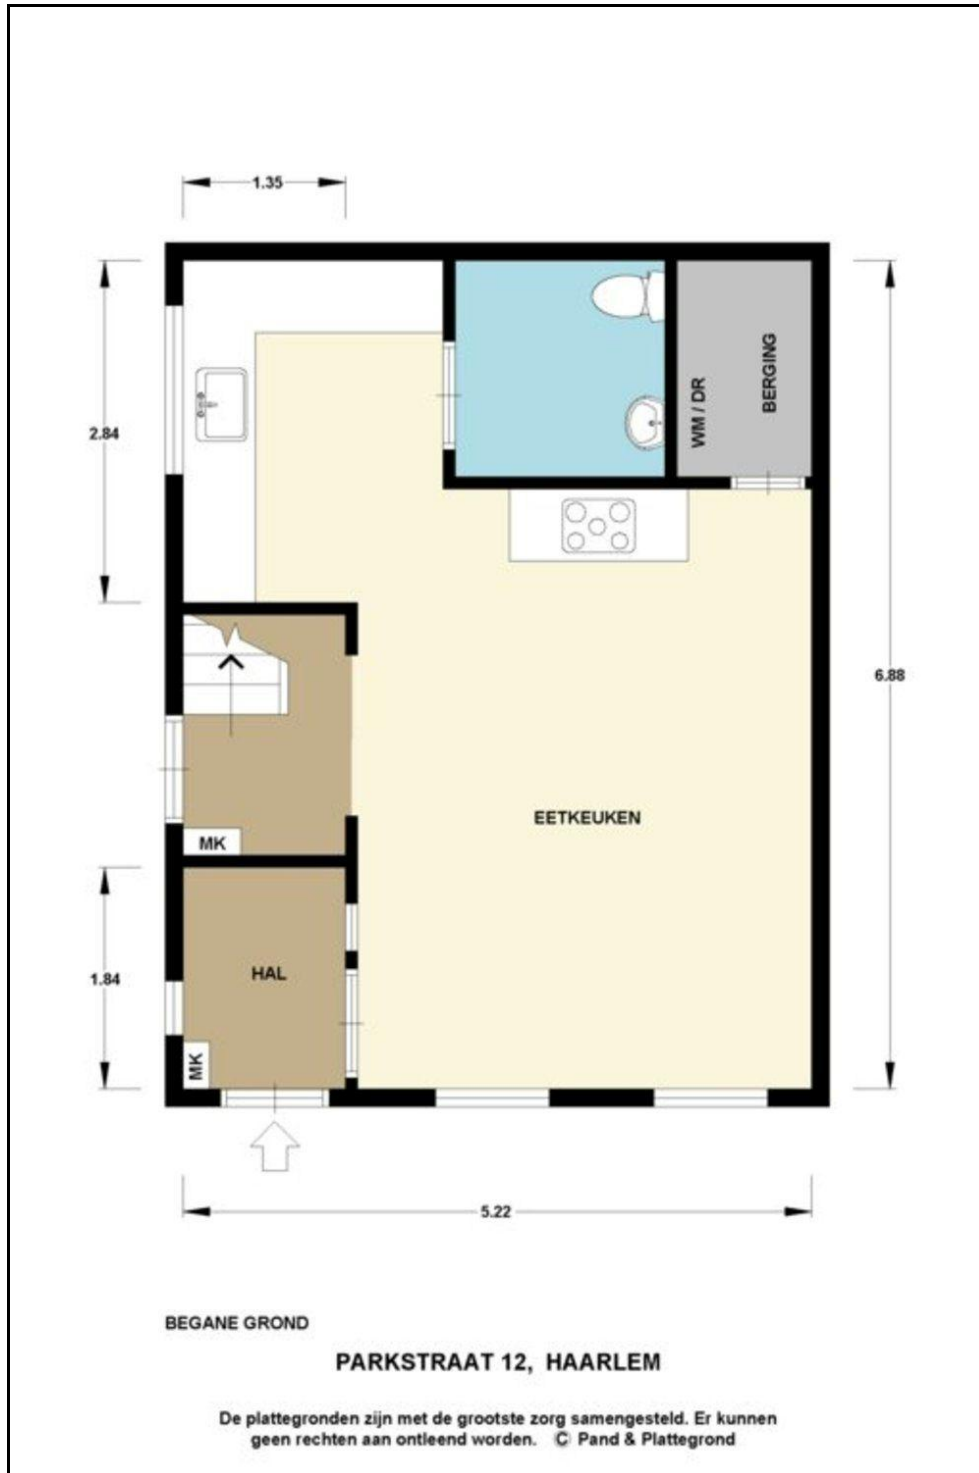 1.35
2.84
WM / DR
BERGING
6.88
EETKEUKEN
MK
1.84
HAL
MK
5.22
BEGANE GROND
PARKSTRAAT 12, HAARLEM
De plattegronden zijn met de grootste zorg samengesteld. Er kunnen
geen rechten aan ontleend worden. © Pand & Plattegrond